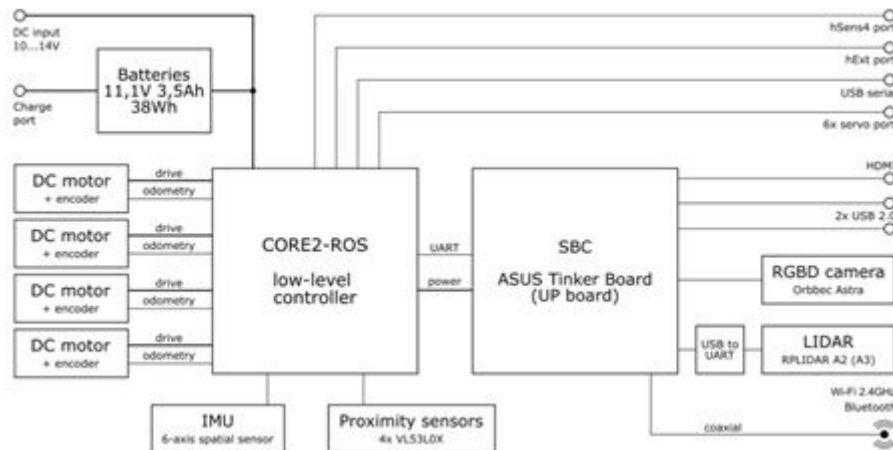 DC input
10...14V
Batteries
11,1V 3,5Ah
38Wh
Charge
port
hSens4 port
hExt port
USB serial
6x servo port
HDMI
2x USB 2.0
DC motor
+ encoder
drive
odometry
DC motor
+ encoder
drive
odometry
DC motor
+ encoder
drive
odometry
DC motor
+ encoder
drive
odometry
CORE2-ROS
low-level
controller
UART
power
SBC
ASUS Tinker Board
(UP board)
RGBD camera
Orbbec Astra
USB to
UART
LIDAR
RPLIDAR A2 (A3)
IMU
6-axis spatial sensor
Proximity sensors
4x VL53L0X
Wi-Fi 2.4GHz
Bluetooth
coaxial